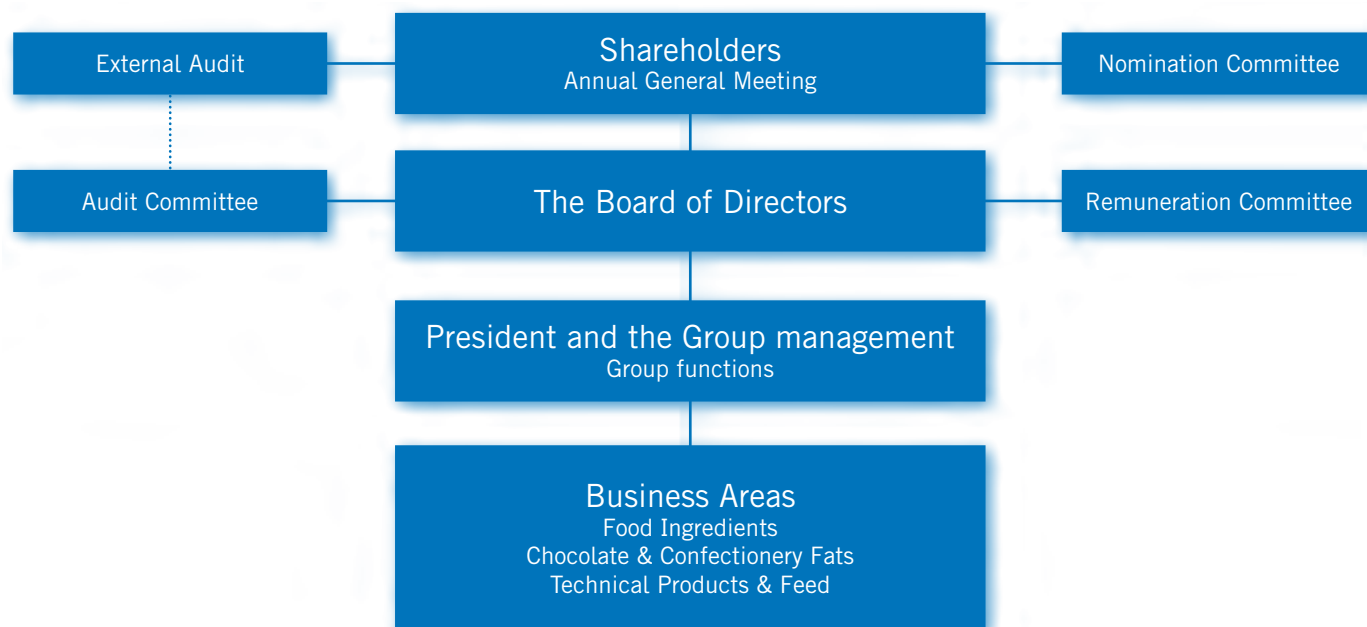 External Audit
Shareholders
Annual General Meeting
Nomination Committee
Audit Committee
The Board of Directors
Remuneration Committee
President and the Group management
Group functions
Business Areas
Food Ingredients
Chocolate & Confectionery Fats
Technical Products & Feed